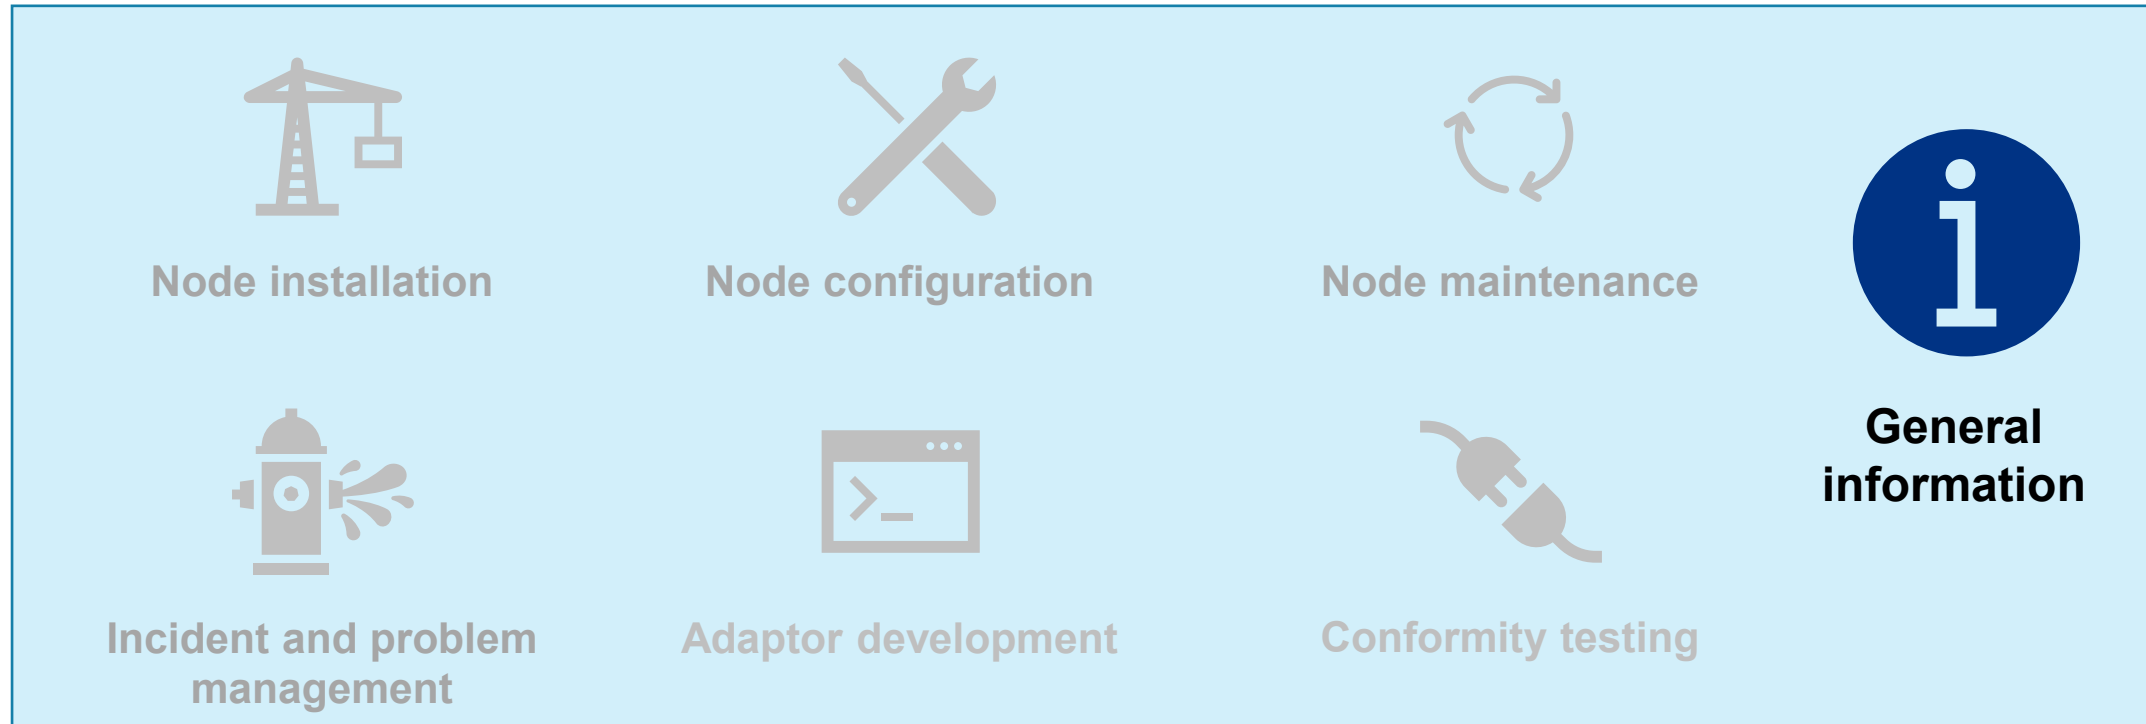 Node installation
Node configuration
Node maintenance
General
information
Incident and problem
management
Adaptor development
Conformity testing